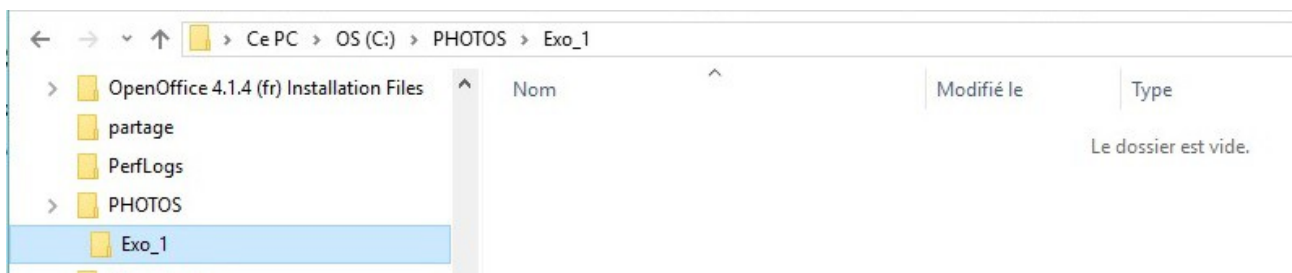 Ce PC > OS (C:) > PHOTOS > Exo_1
OpenOffice 4.1.4 (fr) Installation Files
Nom
Modifié le
Type
partage
Le dossier est vide.
PerfLogs
PHOTOS
Exo_1